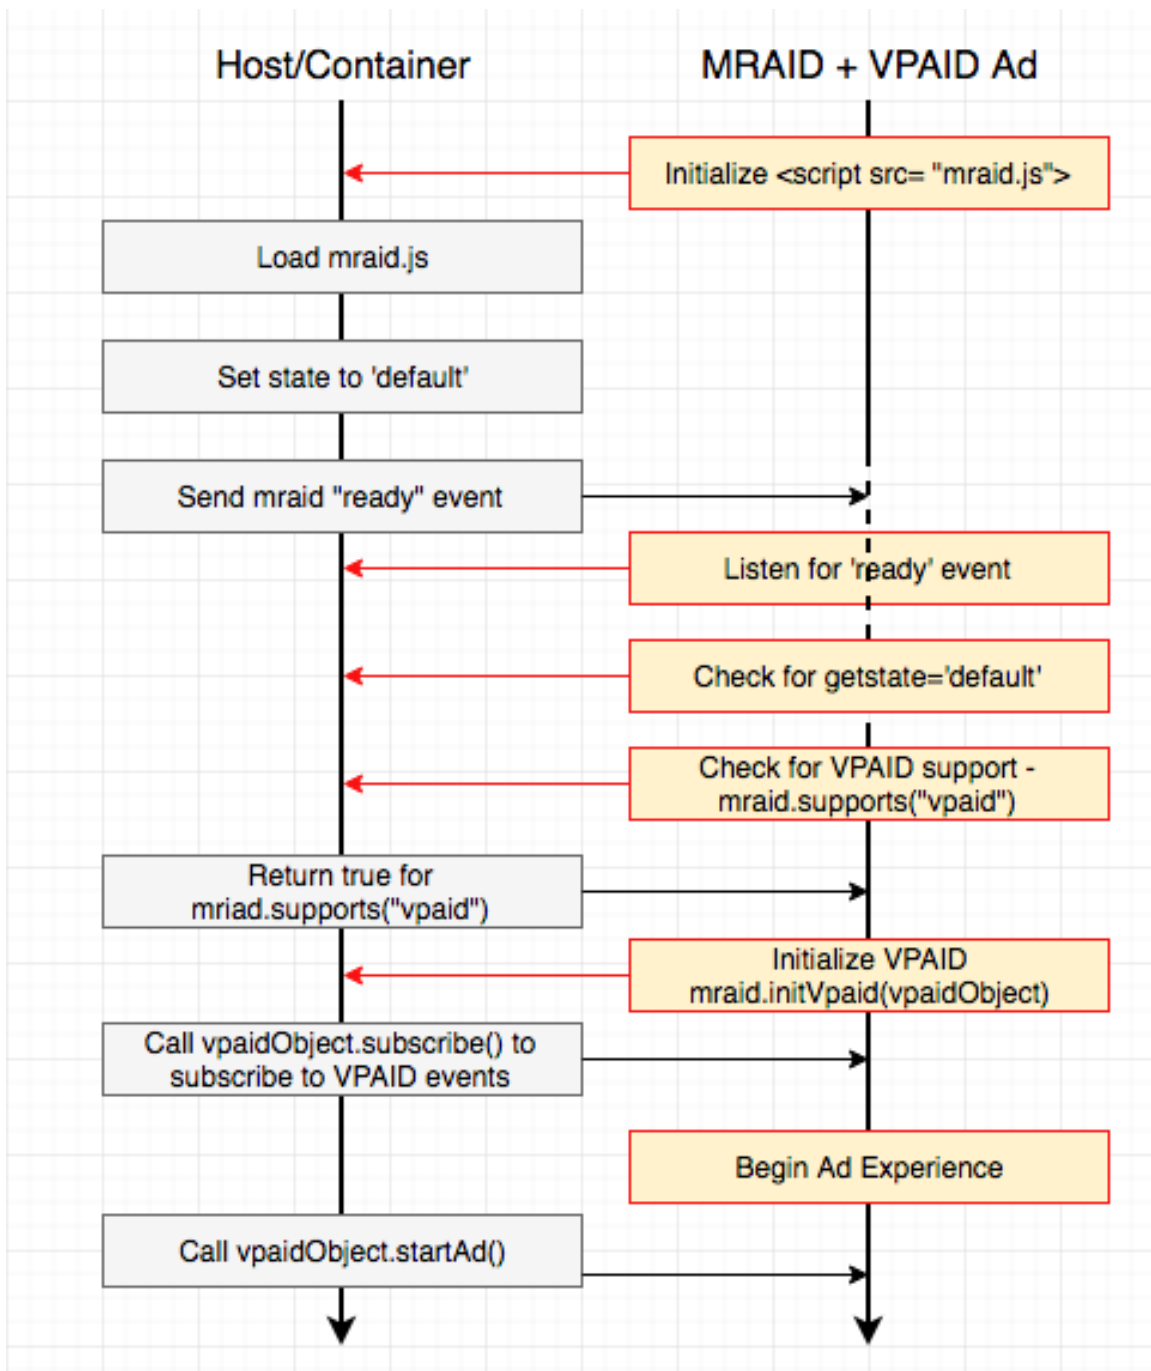 Host/Container
MRAID + VPAID Ad
Initialize <script src= "mraid.js">
Load mraid.js
Set state to 'default'
Send mraid "ready" event
Listen for 'ready' event
Check for getstate='default'
Check for VPAID support -
mraid.supports("vpaid")
Return true for
mriad.supports("vpaid")
Initialize VPAID
mraid.initVpaid(vpaidObject)
Call vpaidObject.subscribe() to
subscribe to VPAID events
Begin Ad Experience
Call vpaidObject.startAd()